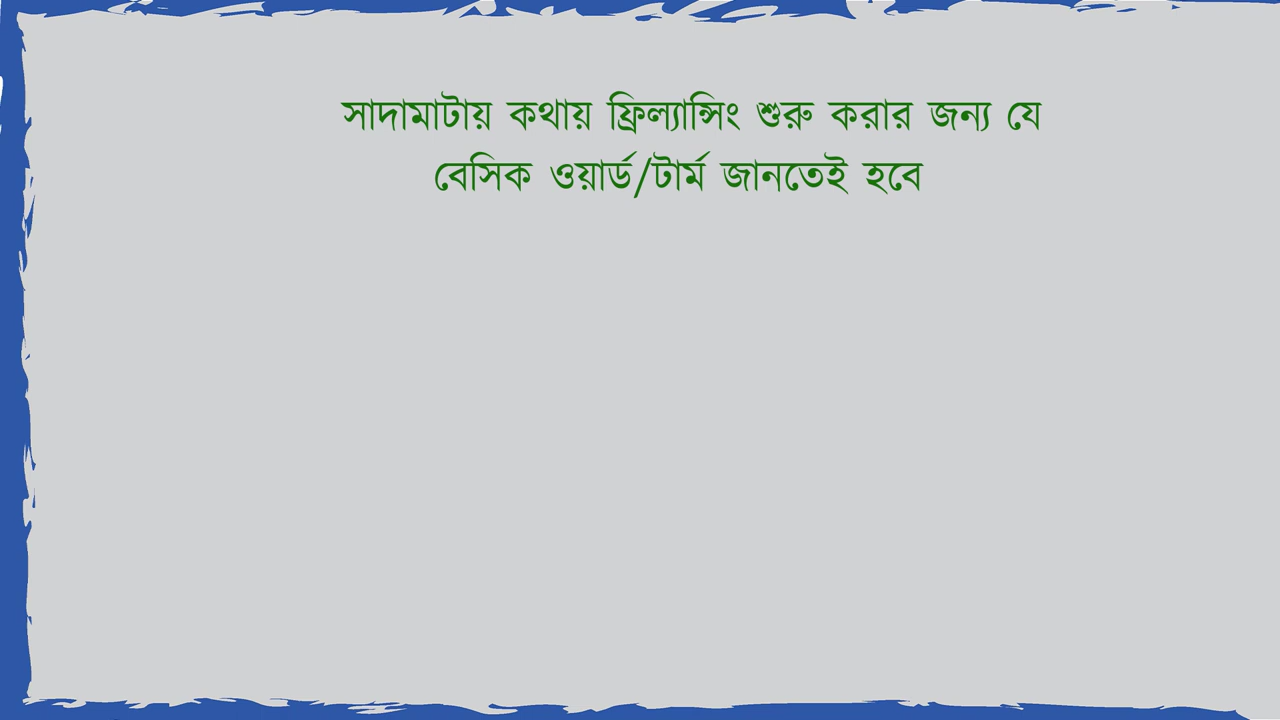 সাদামাটায় কথায় ফ্রিল্যান্সিং শুরু করার জন্য যে
বেসিক ওয়ার্ড/টার্ম জানতেই হবে